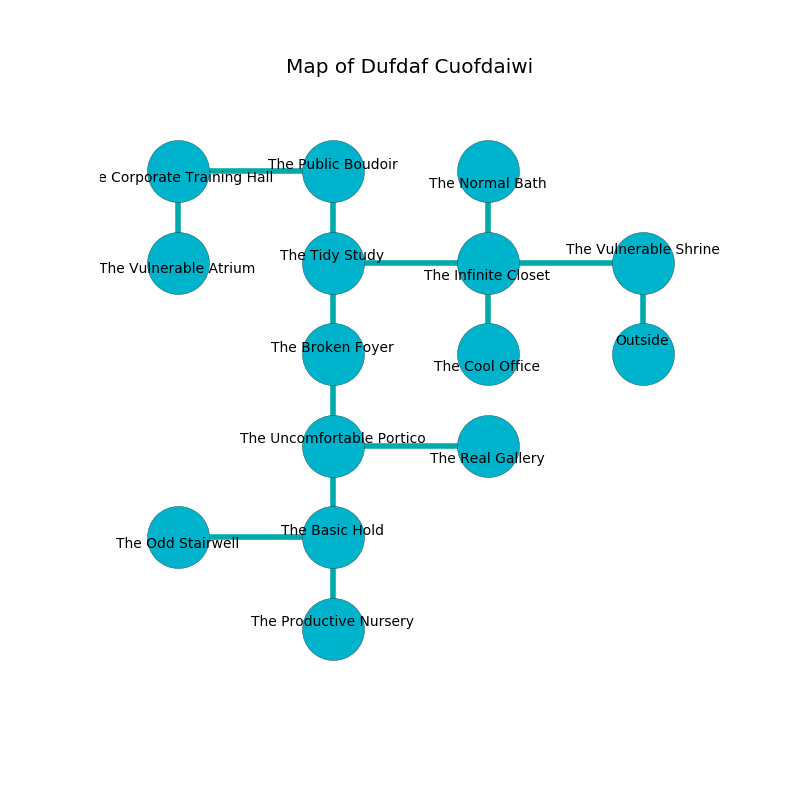 Map of Dufdaf Cuofdaiwi
The Public Boudoir
e Corporate Training Hall
The Normal Bath
The Vulnerable Shrine
The Tidy Study
The Vulnerable Atrium
The Infinite Closet
Outside
The Broken Foyer
The Cool Office
The Uncomfortable Portico
The Real Gallery
The Basic Hold
The Odd Stairwell
The Productive Nursery